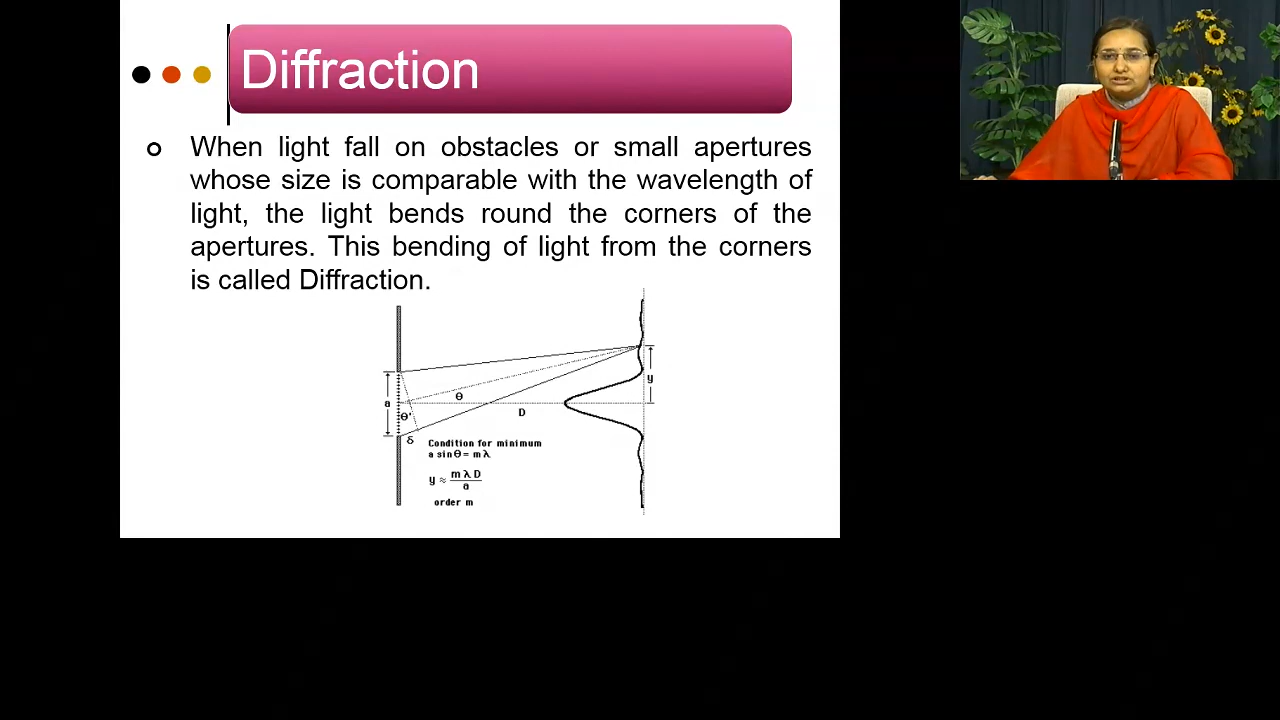 Diffraction
When light fall on obstacles or small apertures
whose size is comparable with the wavelength of
light, the light bends round the corners of the
apertures. This bending of light from the corners
is called Diffraction.
y
a
θ
θ'
D
δ
Condition for minimum
a sin θ = m λ
y ≈ m λ D / a
order m